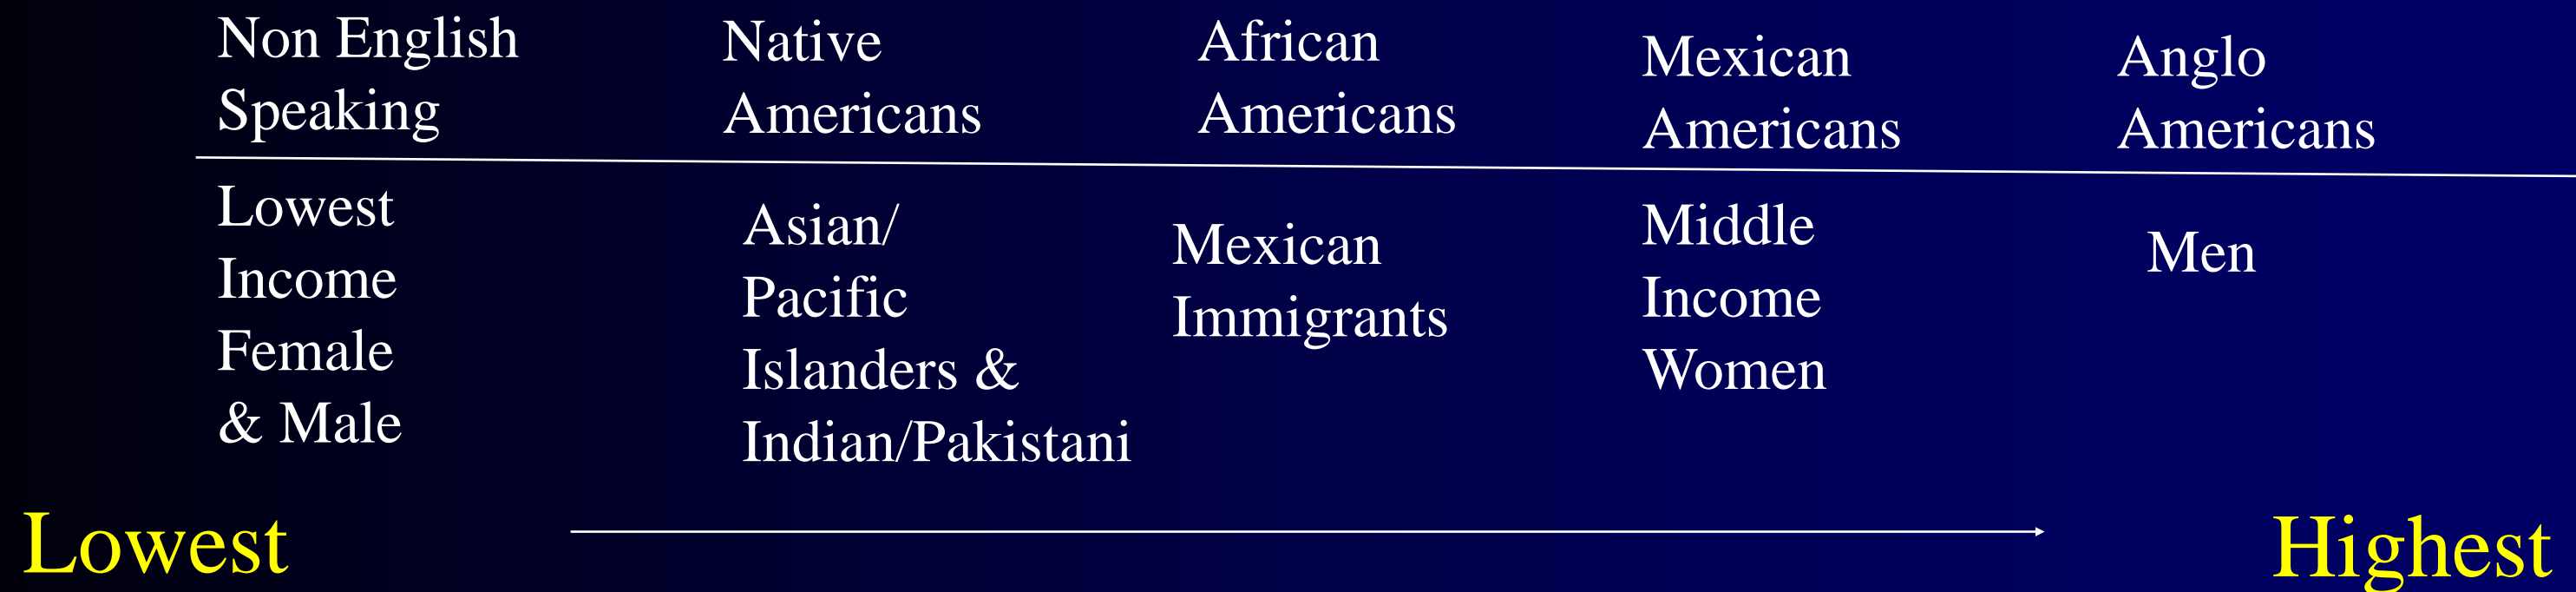 Non English
Speaking
Native
Americans
African
Americans
Mexican
Americans
Anglo
Americans
Lowest
Income
Female
& Male
Asian/
Pacific
Islanders &
Indian/Pakistani
Mexican
Immigrants
Middle
Income
Women
Men
Lowest
Highest